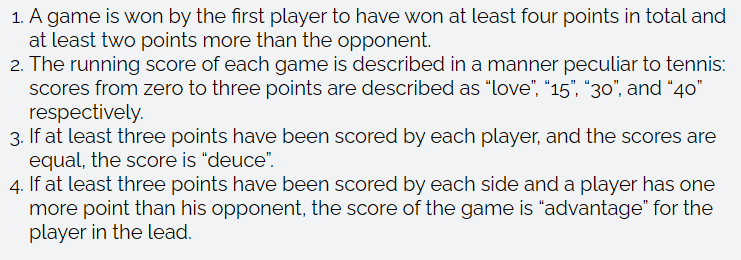 1. A game is won by the first player to have won at least four points in total and
at least two points more than the opponent.
2. The running score of each game is described in a manner peculiar to tennis:
scores from zero to three points are described as “love”, “15”, “30”, and “40”
respectively.
3. If at least three points have been scored by each player, and the scores are
equal, the score is “deuce”.
4. If at least three points have been scored by each side and a player has one
more point than his opponent, the score of the game is “advantage” for the
player in the lead.